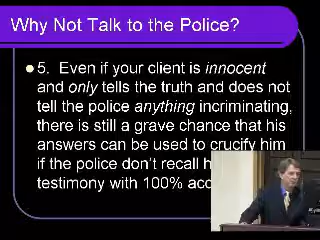 Why Not Talk to the Police?
5. Even if your client is innocent
and only tells the truth and does not
tell the police anything incriminating,
there is still a grave chance that his
answers can be used to crucify him
if the police don't recall
testimony with 100%